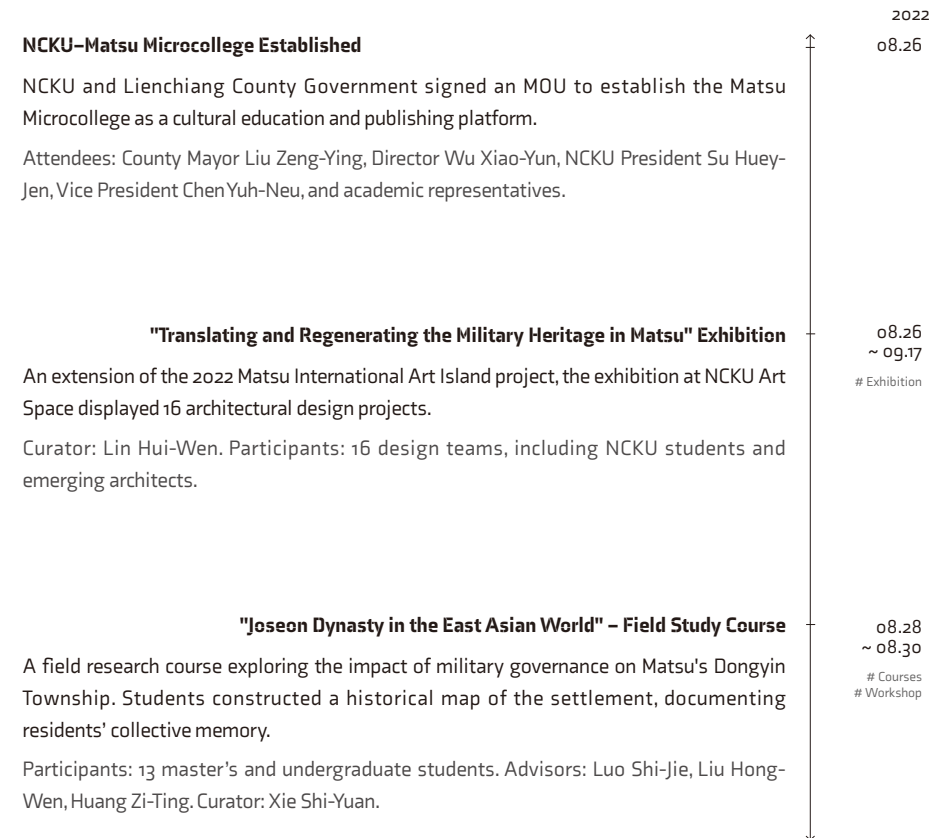 2022
NCKU–Matsu Microcollege Established
08.26
NCKU and Lienchiang County Government signed an MOU to establish the Matsu
Microcollege as a cultural education and publishing platform.
Attendees: County Mayor Liu Zeng-Ying, Director Wu Xiao-Yun, NCKU President Su Huey-
Jen, Vice President Chen Yuh-Neu, and academic representatives.
"Translating and Regenerating the Military Heritage in Matsu" Exhibition
08.26
~ 09.17
# Exhibition
An extension of the 2022 Matsu International Art Island project, the exhibition at NCKU Art
Space displayed 16 architectural design projects.
Curator: Lin Hui-Wen. Participants: 16 design teams, including NCKU students and
emerging architects.
"Joseon Dynasty in the East Asian World" – Field Study Course
08.28
~ 08.30
# Courses
# Workshop
A field research course exploring the impact of military governance on Matsu's Dongyin
Township. Students constructed a historical map of the settlement, documenting
residents’ collective memory.
Participants: 13 master’s and undergraduate students. Advisors: Luo Shi-Jie, Liu Hong-
Wen, Huang Zi-Ting. Curator: Xie Shi-Yuan.